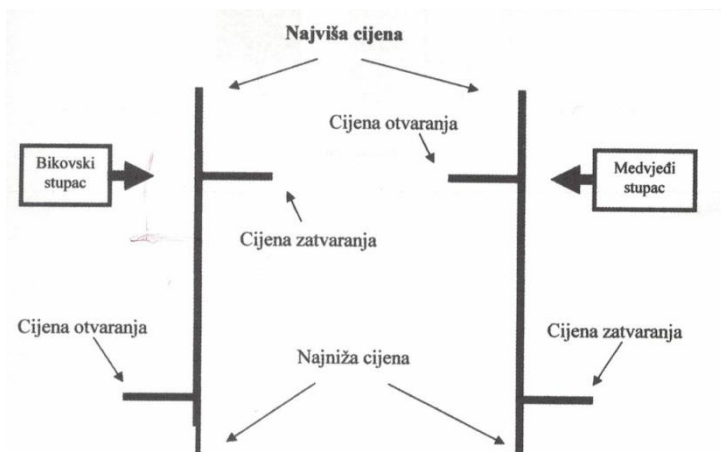 Najviša cijena
Cijena otvaranja
Bikovski
stupac
Medvjeđi
stupac
Cijena zatvaranja
Cijena otvaranja
Cijena zatvaranja
Najniža cijena